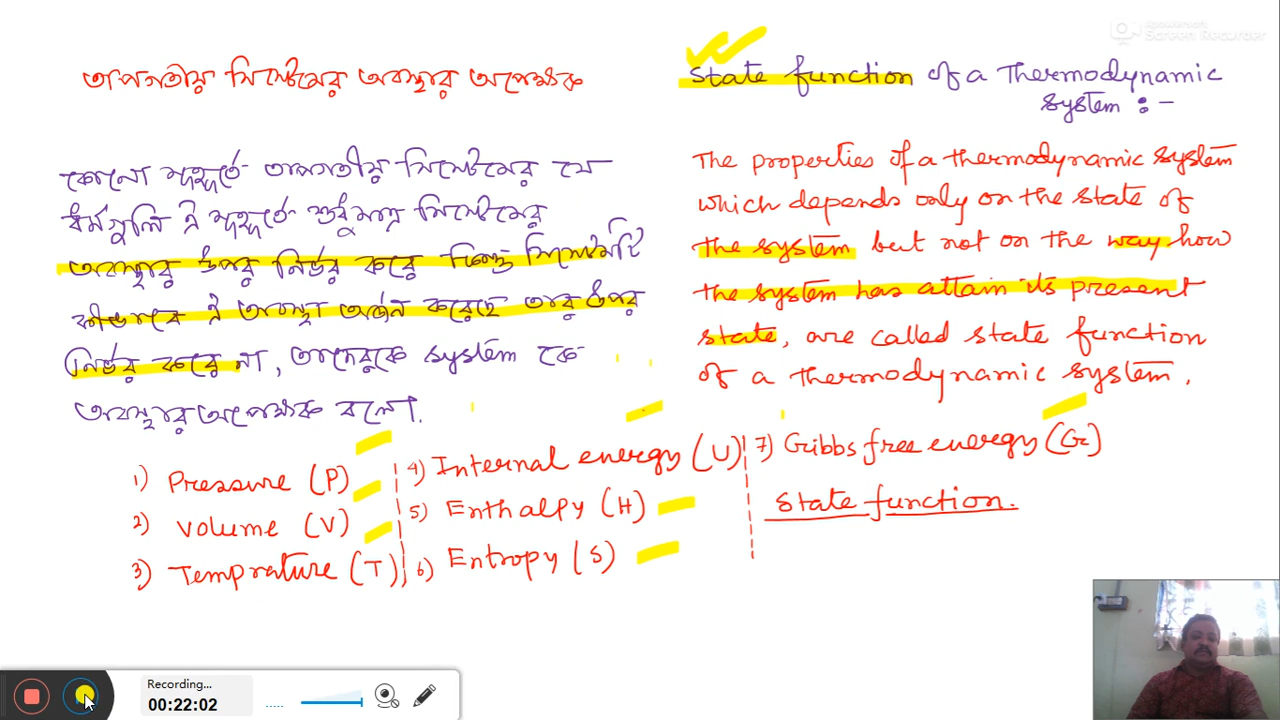 Apowersoft
Screen Recorder
তাপগতীয় সিস্টেমের অবস্থার অপেক্ষক
কোনো মুহূর্তে তাপগতীয় সিস্টেমের যে
ধর্মগুলি ঐ মুহূর্তে শুধুমাত্র সিস্টেমের
অবস্থার উপর নির্ভর করে কিন্তু সিস্টেমটি
কীভাবে ঐ অবস্থা অর্জন করেছে তার উপর
নির্ভর করে না, তাদেরকে system কে
অবস্থার অপেক্ষক বলে।
State function of a Thermodynamic
system :-
The properties of a thermodynamic system
which depends only on the state of
the system but not on the way how
the system has attain its present
state, are called state function
of a thermodynamic system.
1) Pressure (P)
2) Volume (V)
3) Temprature (T)
4) Internal energy (U)
5) Enthalpy (H)
6) Entropy (S)
7) Gibbs free energy (G)
State function.
Recording...
00:22:02